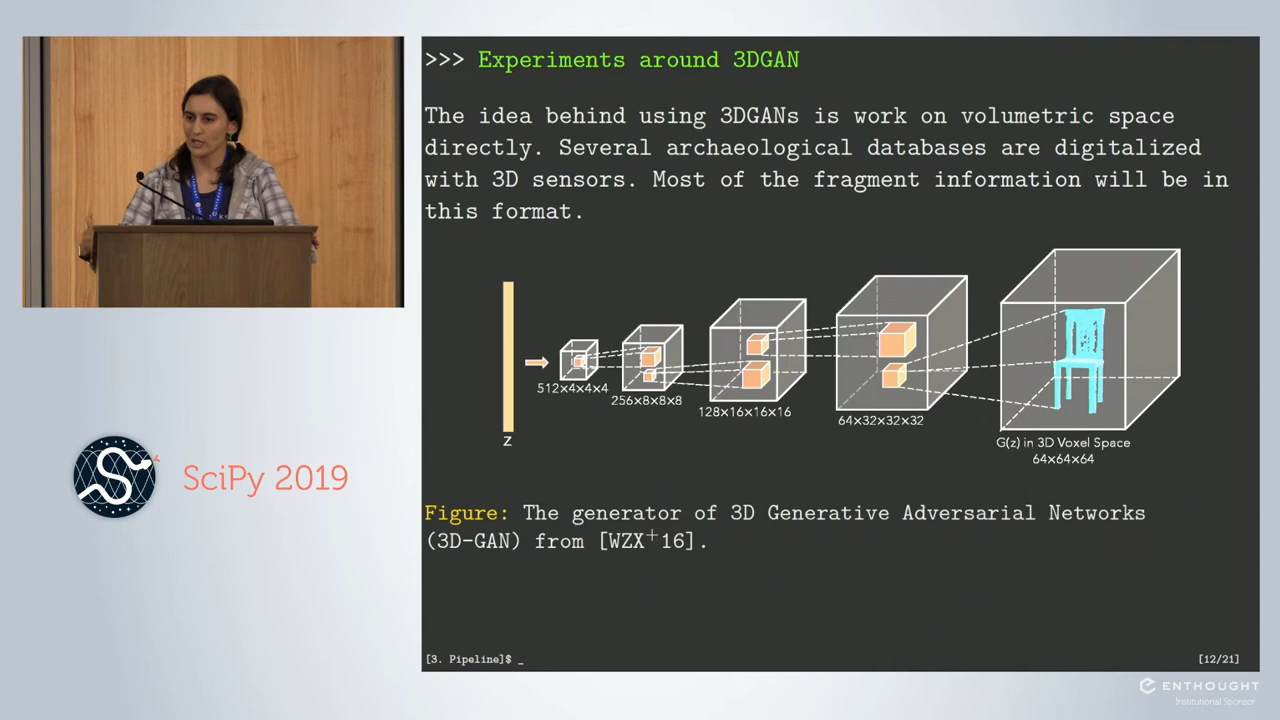 >>> Experiments around 3DGAN
The idea behind using 3DGANs is work on volumetric space
directly. Several archaeological databases are digitalized
with 3D sensors. Most of the fragment information will be in
this format.
z
512×4×4×4
256×8×8×8
128×16×16×16
64×32×32×32
G(z) in 3D Voxel Space
64×64×64
Figure: The generator of 3D Generative Adversarial Networks
(3D-GAN) from [WZX+16].
[3. Pipeline]$ _
[12/21]
SciPy 2019
ENTHOUGHT
Institutional Sponsor